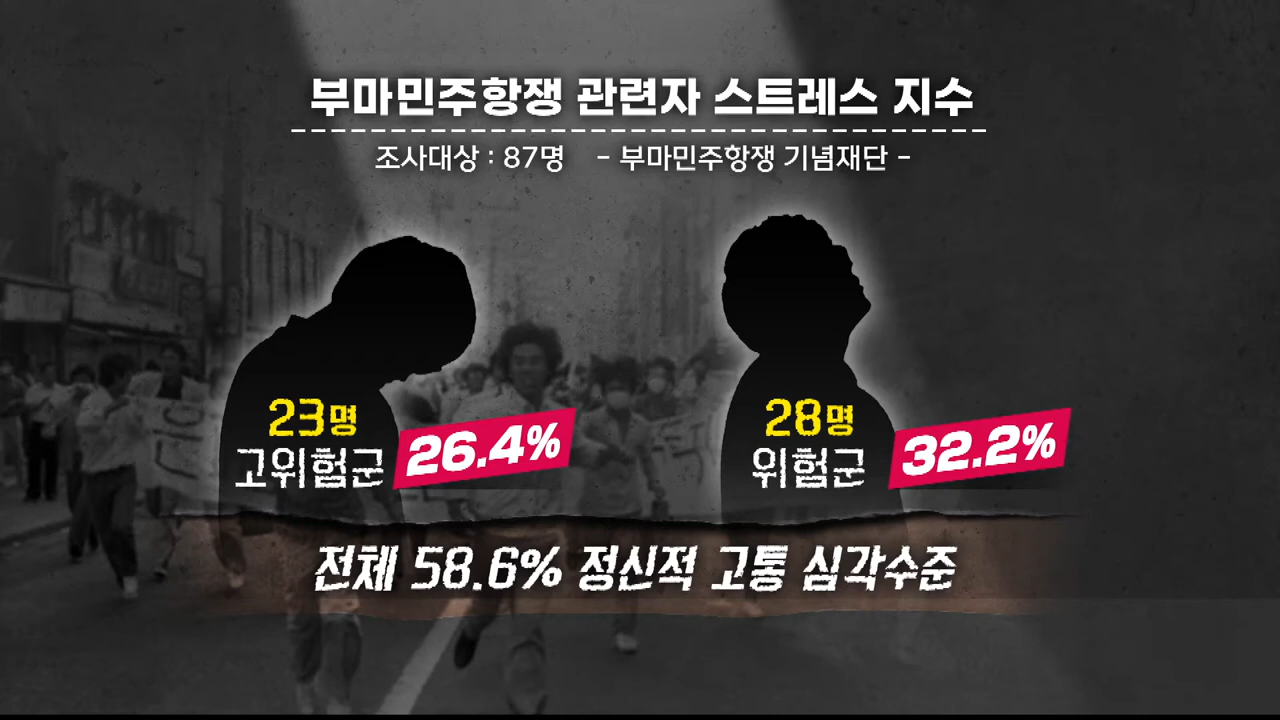 부마민주항쟁 관련자 스트레스 지수
조사대상 : 87명 - 부마민주항쟁 기념재단 -
23명
고위험군 26.4%
28명
위험군 32.2%
전체 58.6% 정신적 고통 심각수준